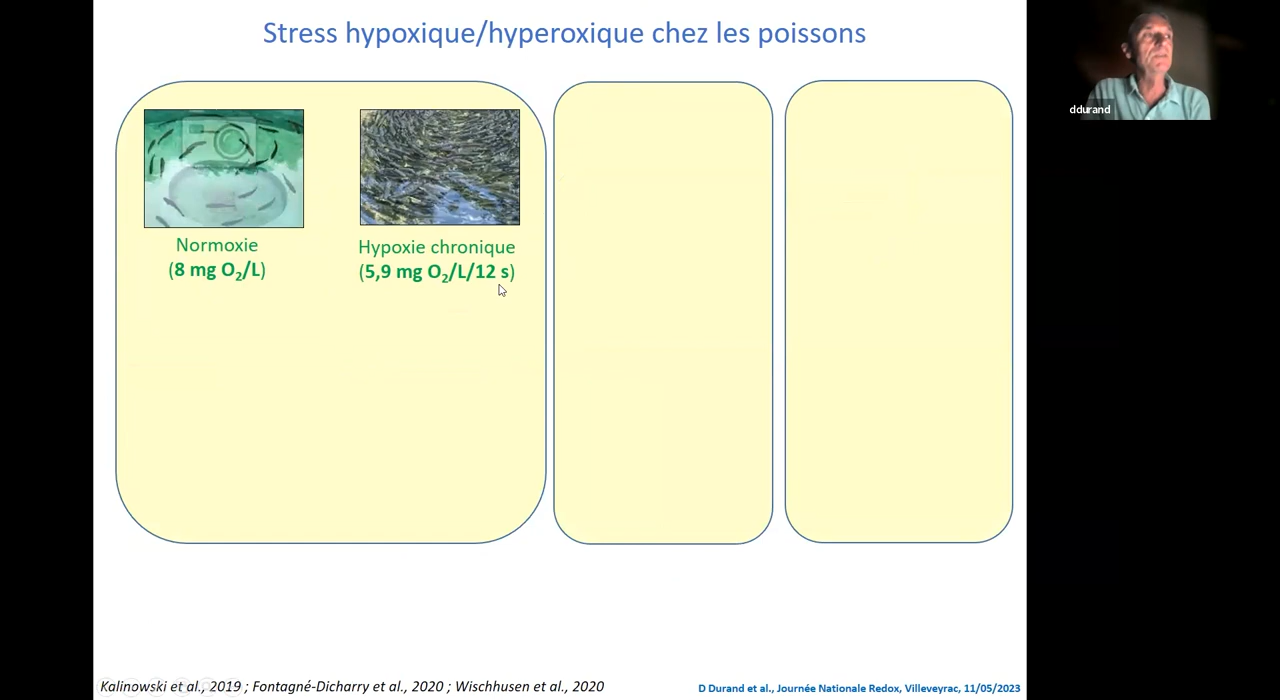 Stress hypoxique/hyperoxique chez les poissons
ddurand
Normoxie
(8 mg O₂/L)
Hypoxie chronique
(5,9 mg O₂/L/12 s)
Kalinowski et al., 2019 ; Fontagné-Dicharry et al., 2020 ; Wischhusen et al., 2020
D Durand et al., Journée Nationale Redox, Villeveyrac, 11/05/2023